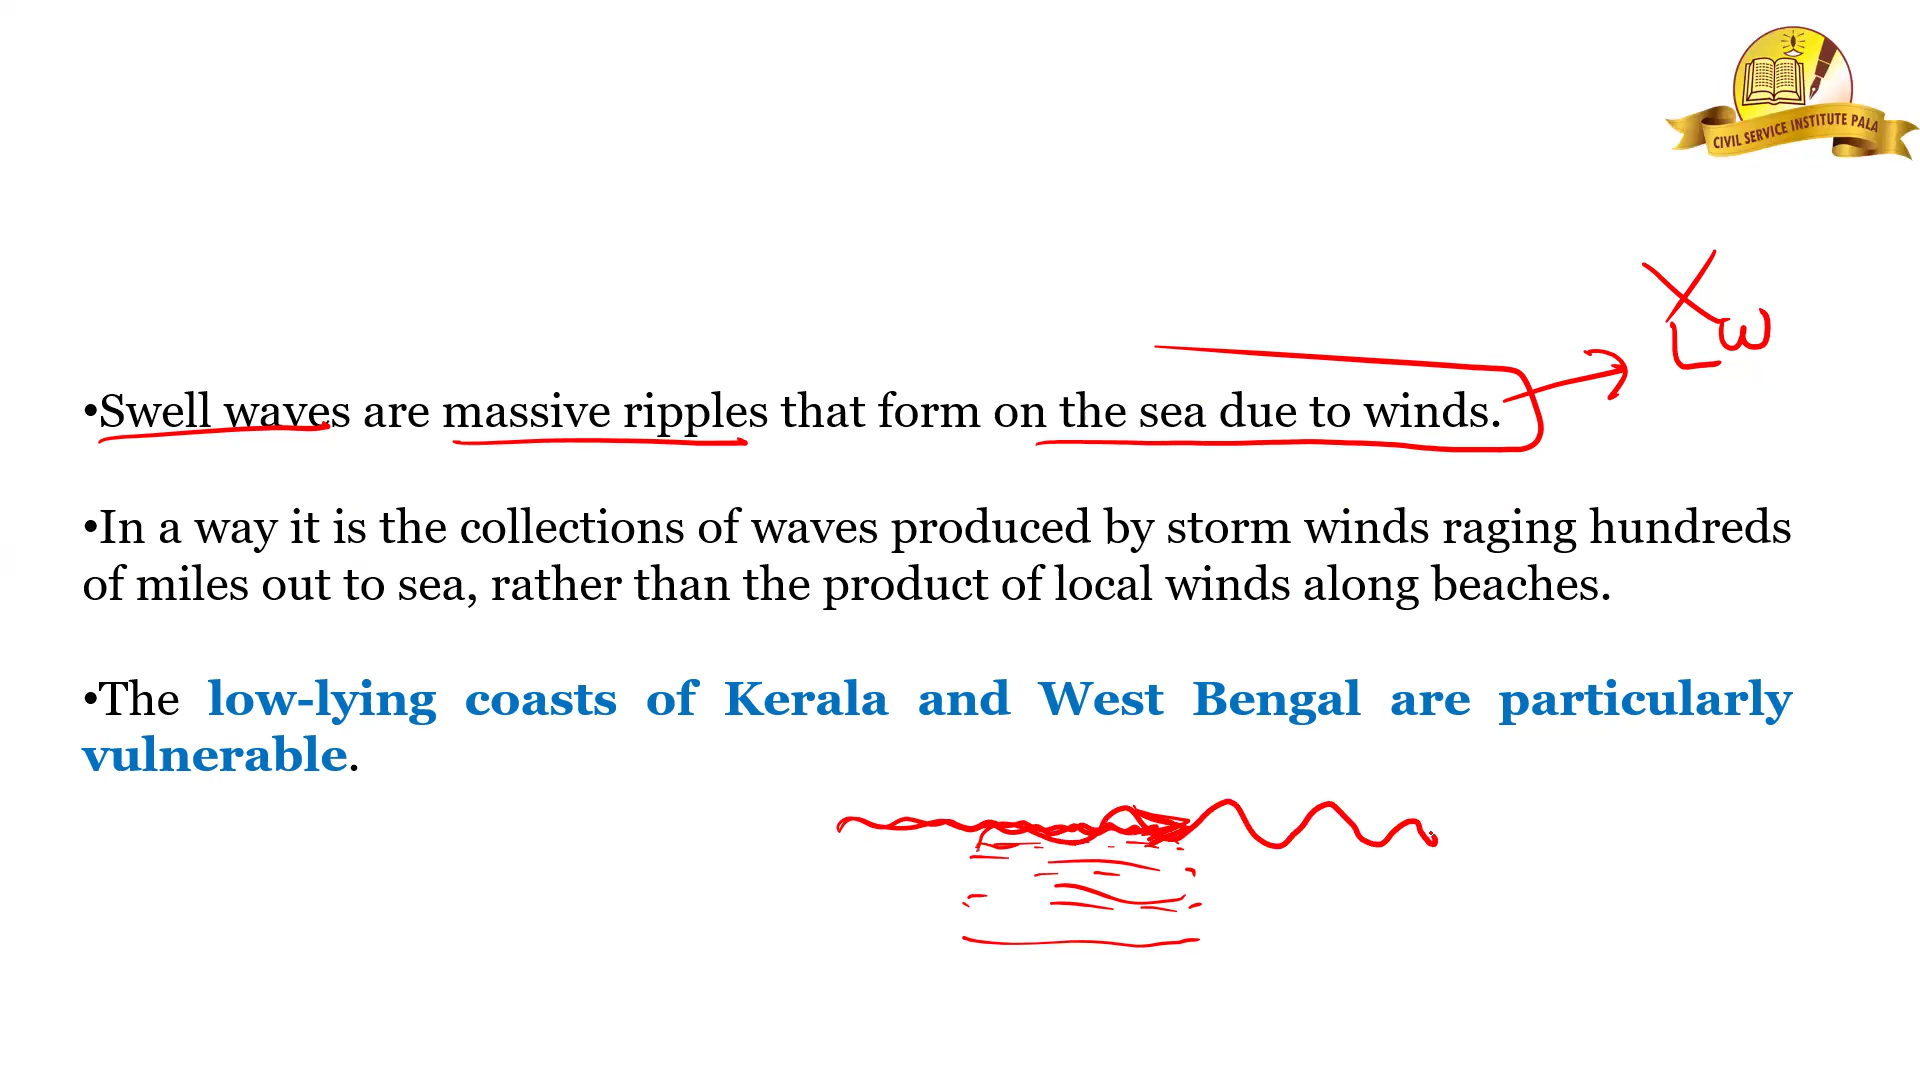 CIVIL SERVICE INSTITUTE PALA
X
LW
•Swell waves are massive ripples that form on the sea due to winds.
•In a way it is the collections of waves produced by storm winds raging hundreds
of miles out to sea, rather than the product of local winds along beaches.
•The low-lying coasts of Kerala and West Bengal are particularly
vulnerable.